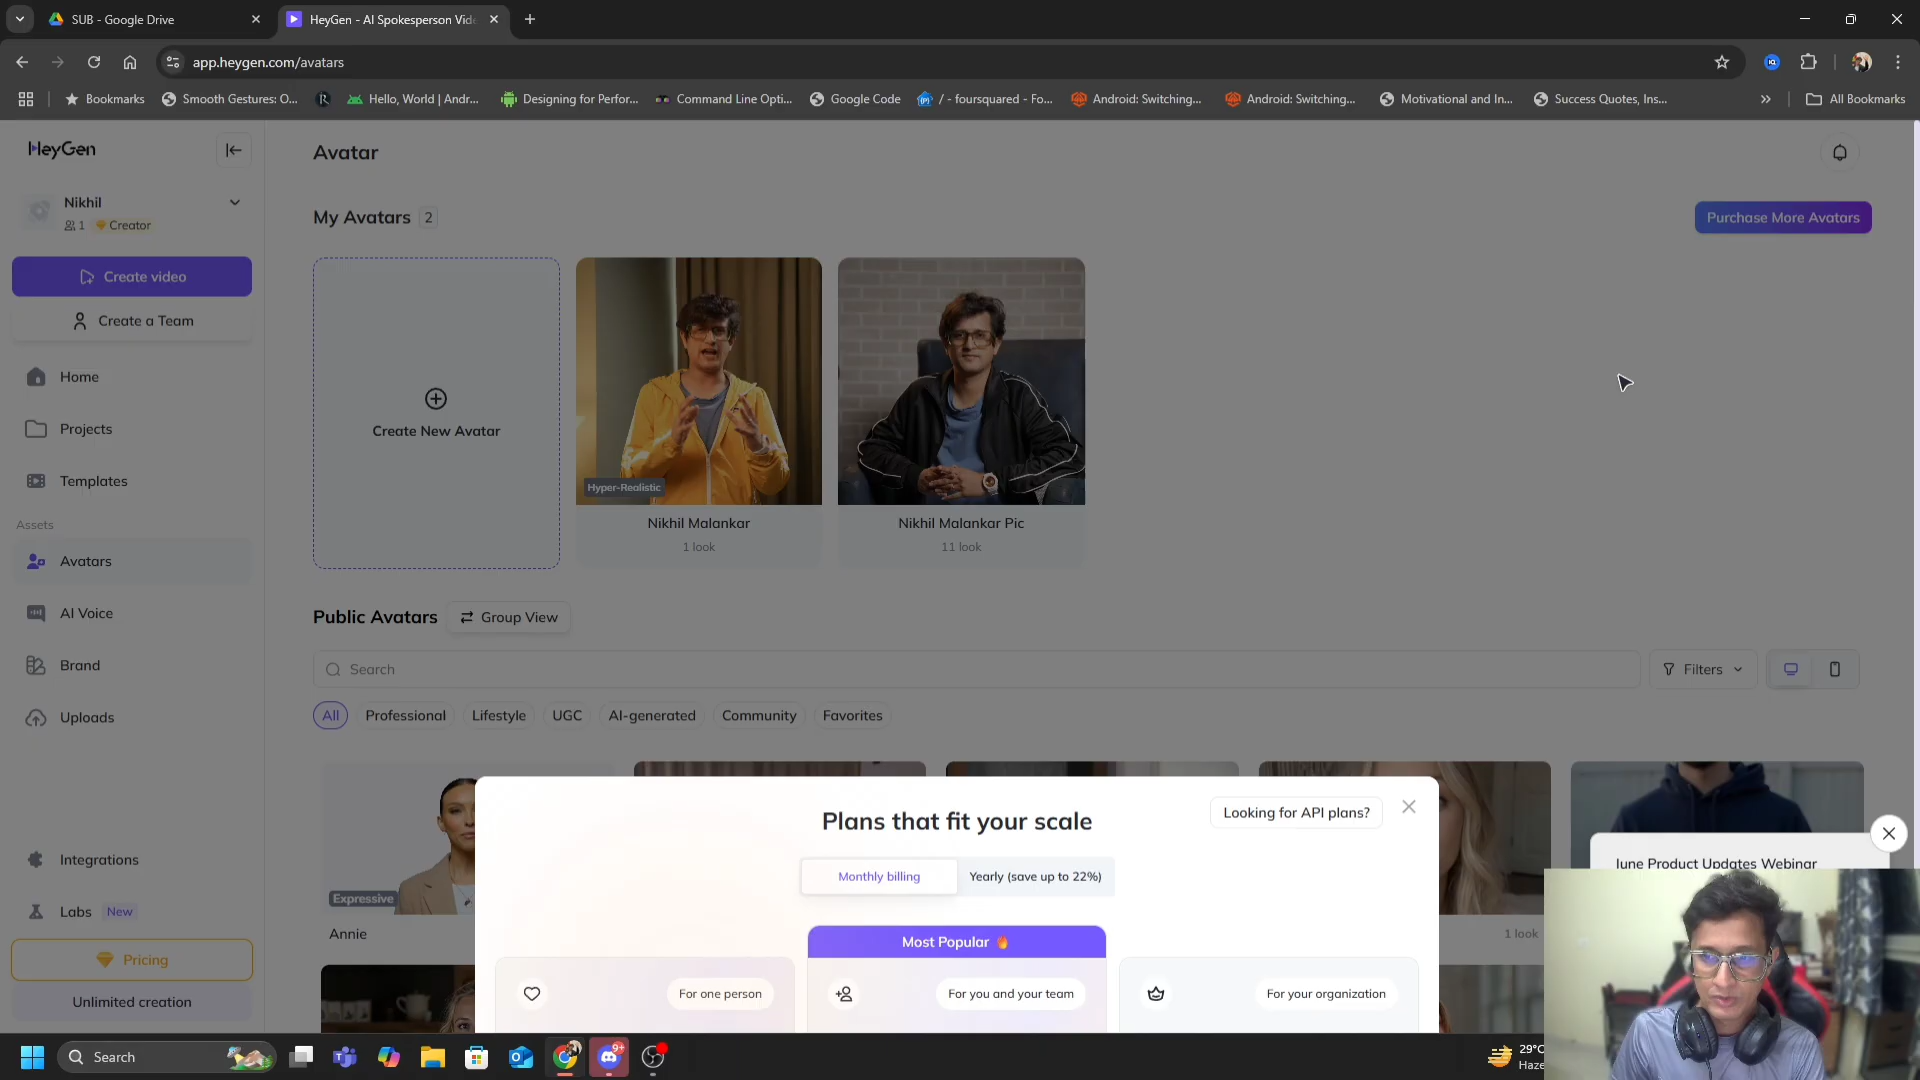 SUB - Google Drive
HeyGen - AI Spokesperson Vid
app.heygen.com/avatars
Bookmarks
Smooth Gestures: O...
Hello, World | Andr...
Designing for Perfor...
Command Line Opti...
Google Code
/ - foursquared - Fo...
Android: Switching...
Android: Switching...
Motivational and In...
Success Quotes, Ins...
All Bookmarks
HeyGen
Nikhil
1 Creator
Create video
Create a Team
Home
Projects
Templates
Assets
Avatars
AI Voice
Brand
Uploads
Integrations
Labs New
Pricing
Unlimited creation
Avatar
My Avatars 2
Purchase More Avatars
Create New Avatar
Hyper-Realistic
Nikhil Malankar
1 look
Nikhil Malankar Pic
11 look
Public Avatars
Group View
Search
Filters
All
Professional
Lifestyle
UGC
AI-generated
Community
Favorites
Expressive
Annie
1 look
Plans that fit your scale
Looking for API plans?
Monthly billing
Yearly (save up to 22%)
Most Popular
For one person
For you and your team
For your organization
June Product Updates Webinar
Search
9+
29°C
Haze